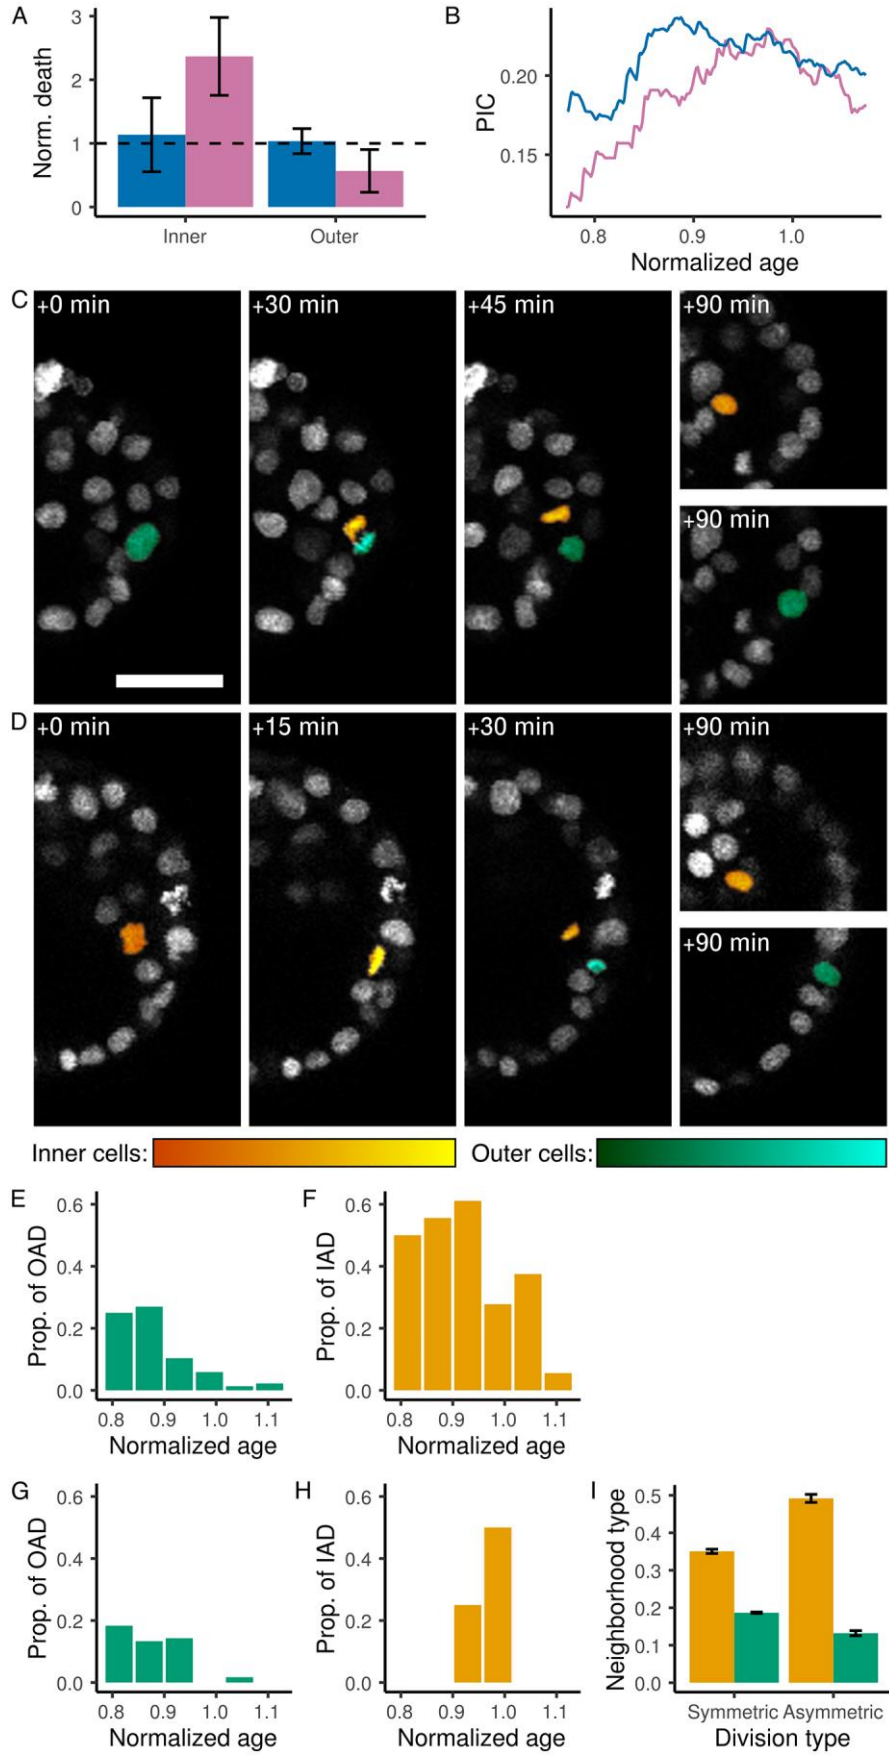 A
Norm. death
3
2
1
0
Inner
Outer
B
PIC
0.20
0.15
0.8
0.9
1.0
Normalized age
C
+0 min
+30 min
+45 min
+90 min
+90 min
D
+0 min
+15 min
+30 min
+90 min
+90 min
Inner cells:
Outer cells:
E
Prop. of OAD
0.6
0.4
0.2
0.0
0.8
0.9
1.0
1.1
Normalized age
F
Prop. of IAD
0.6
0.4
0.2
0.0
0.8
0.9
1.0
1.1
Normalized age
G
Prop. of OAD
0.6
0.4
0.2
0.0
0.8
0.9
1.0
1.1
Normalized age
H
Prop. of IAD
0.6
0.4
0.2
0.0
0.8
0.9
1.0
1.1
Normalized age
I
Neighborhood type
0.5
0.4
0.3
0.2
0.1
0.0
Symmetric
Asymmetric
Division type